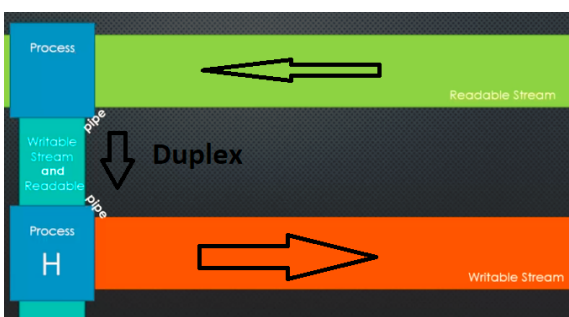 Process
Readable Stream
pipe
Writable
Stream
and
Readable
Duplex
pipe
Process
H
Writable Stream